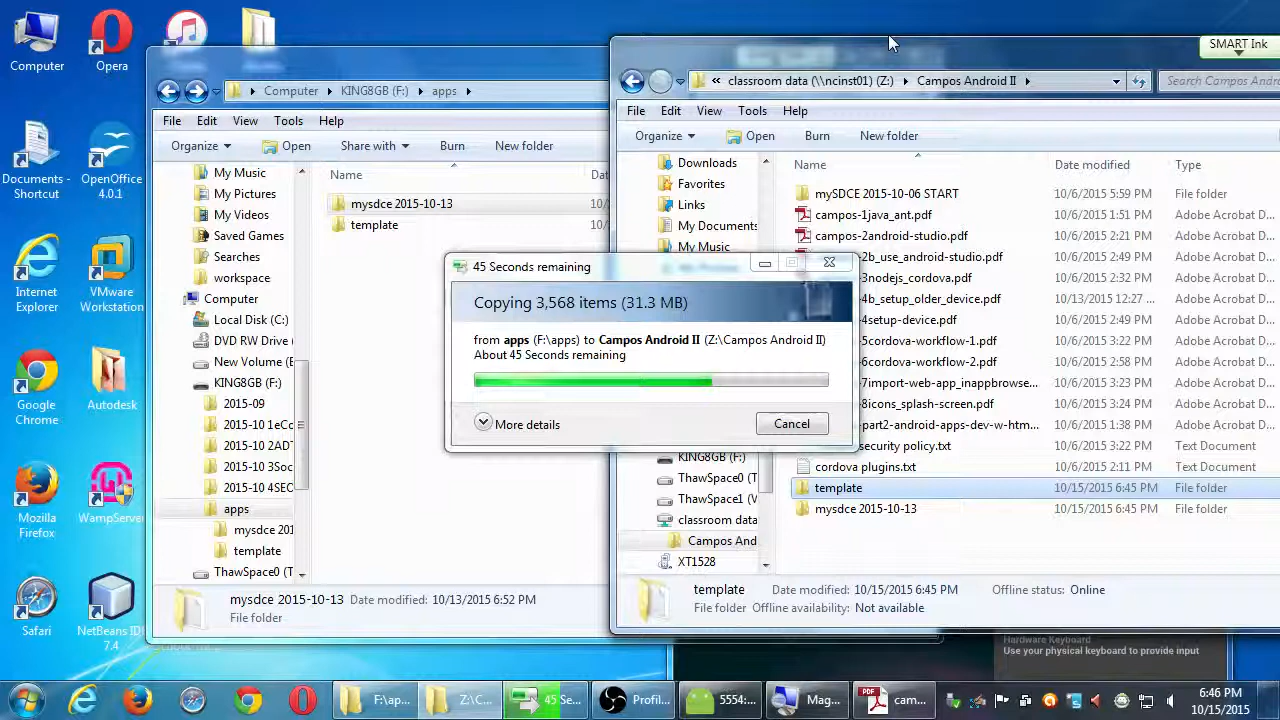 Computer
Opera
Documents - Shortcut
OpenOffice 4.0.1
Internet Explorer
VMware Workstation
Google Chrome
Autodesk
Mozilla Firefox
WampServer
Safari
NetBeans IDE 7.4
Computer KING8GB (F:) apps
File Edit View Tools Help
Organize Open Share with Burn New folder
My Music
My Pictures
My Videos
Saved Games
Searches
workspace
Computer
Local Disk (C:)
DVD RW Drive
New Volume (E
KING8GB (F:)
2015-09
2015-10 1eCc
2015-10 2AD
2015-10 3Soc
2015-10 4SEC
apps
mysdce 201
template
ThawSpace0 (T
Name
mysdce 2015-10-13 10/
template 10/
mysdce 2015-10-13 Date modified: 10/13/2015 6:52 PM
File folder
SMART Ink
« classroom data (\\ncinst01) (Z:) Campos Android II
Search Campos Andro
File Edit View Tools Help
Organize Open Burn New folder
Downloads
Favorites
Links
My Documents
My Music
KING8GB (F:)
ThawSpace0 (T
ThawSpace1 (V
classroom data
Campos And
XT1528
Name Date modified Type
mySDCE 2015-10-06 START 10/6/2015 5:59 PM File folder
campos-1java_ant.pdf 10/6/2015 1:51 PM Adobe Acrobat D...
campos-2android-studio.pdf 10/6/2015 2:21 PM Adobe Acrobat D...
2b_use_android-studio.pdf 10/6/2015 2:49 PM Adobe Acrobat D...
3nodejs_cordova.pdf 10/6/2015 2:32 PM Adobe Acrobat D...
4b_setup_older_device.pdf 10/13/2015 12:27 ... Adobe Acrobat D...
4setup-device.pdf 10/6/2015 2:49 PM Adobe Acrobat D...
5cordova-workflow-1.pdf 10/6/2015 3:22 PM Adobe Acrobat D...
6cordova-workflow-2.pdf 10/6/2015 2:58 PM Adobe Acrobat D...
7import-web-app_inappbrowse... 10/6/2015 3:23 PM Adobe Acrobat D...
8icons_splash-screen.pdf 10/6/2015 3:24 PM Adobe Acrobat D...
part2-android-apps-dev-w-htm... 10/6/2015 1:38 PM Adobe Acrobat D...
security policy.txt 10/6/2015 3:22 PM Text Document
cordova plugins.txt 10/6/2015 2:11 PM Text Document
template 10/15/2015 6:45 PM File folder
mysdce 2015-10-13 10/15/2015 6:45 PM File folder
template Date modified: 10/15/2015 6:45 PM Offline status: Online
File folder Offline availability: Not available
45 Seconds remaining
Copying 3,568 items (31.3 MB)
from apps (F:\apps) to Campos Android II (Z:\Campos Android II)
About 45 Seconds remaining
More details
Cancel
Hardware Keyboard
Use your physical keyboard to provide input
F:\ap...
Z:\C...
45 Se...
Profil...
5554:...
Mag...
PDF
cam...
6:46 PM
10/15/2015